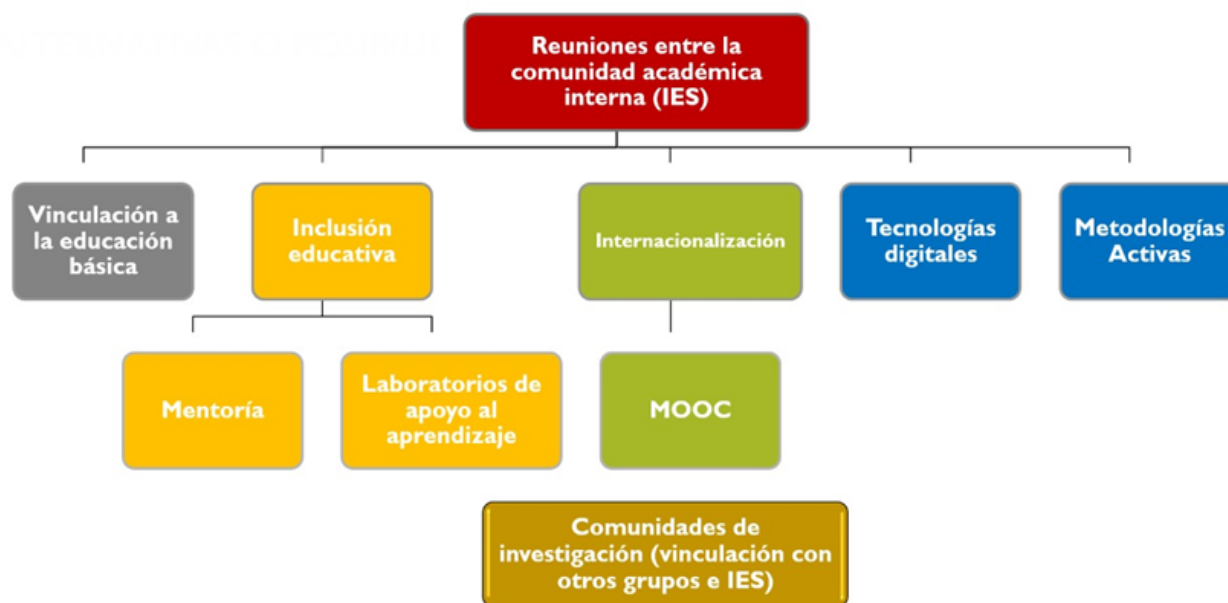 Reuniones entre la
comunidad académica
interna (IES)
Vinculación a
la educación
básica
Inclusión
educativa
Internacionalización
Tecnologías
digitales
Metodologías
Activas
Mentoría
Laboratorios de
apoyo al
aprendizaje
MOOC
Comunidades de
investigación (vinculación con
otros grupos e IES)